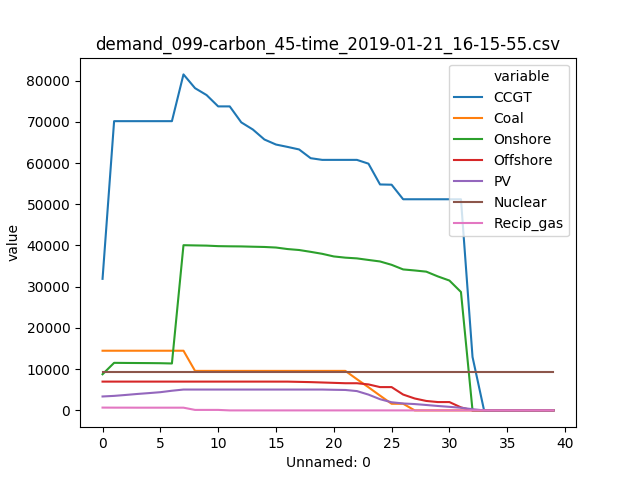 demand_099-carbon_45-time_2019-01-21_16-15-55.csv
variable
CCGT
Coal
Onshore
Offshore
PV
Nuclear
Recip_gas
value
80000
70000
60000
50000
40000
30000
20000
10000
0
0 5 10 15 20 25 30 35 40
Unnamed: 0